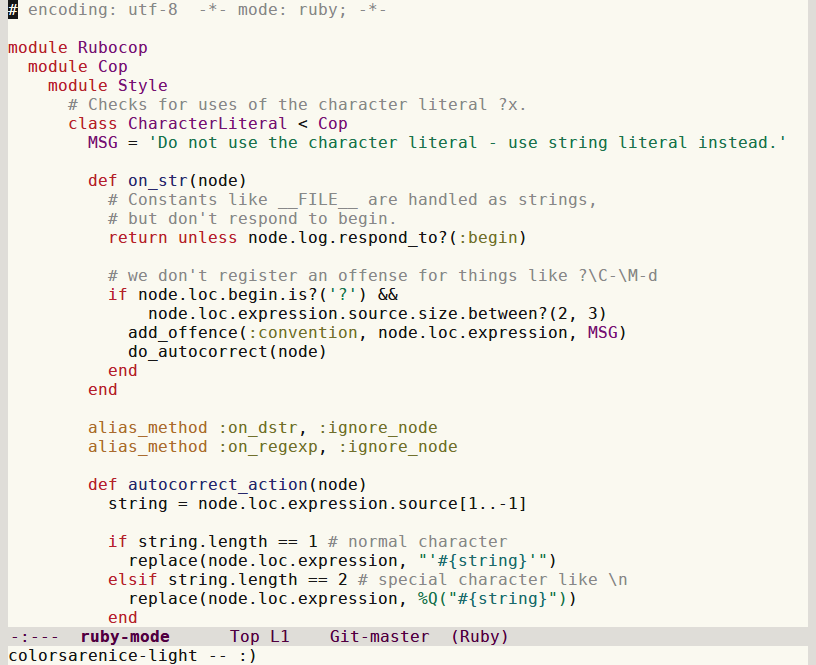 # encoding: utf-8  -*- mode: ruby; -*-

module Rubocop
  module Cop
    module Style
      # Checks for uses of the character literal ?x.
      class CharacterLiteral < Cop
        MSG = 'Do not use the character literal - use string literal instead.'

        def on_str(node)
          # Constants like __FILE__ are handled as strings,
          # but don't respond to begin.
          return unless node.log.respond_to?(:begin)

          # we don't register an offense for things like ?\C-\M-d
          if node.loc.begin.is?('?') &&
              node.loc.expression.source.size.between?(2, 3)
            add_offence(:convention, node.loc.expression, MSG)
            do_autocorrect(node)
          end
        end

        alias_method :on_dstr, :ignore_node
        alias_method :on_regexp, :ignore_node

        def autocorrect_action(node)
          string = node.loc.expression.source[1..-1]

          if string.length == 1 # normal character
            replace(node.loc.expression, "'#{string}'")
          elsif string.length == 2 # special character like \n
            replace(node.loc.expression, %Q("#{string}"))
          end
-:---  ruby-mode      Top L1    Git-master  (Ruby)
colorsarenice-light -- :)